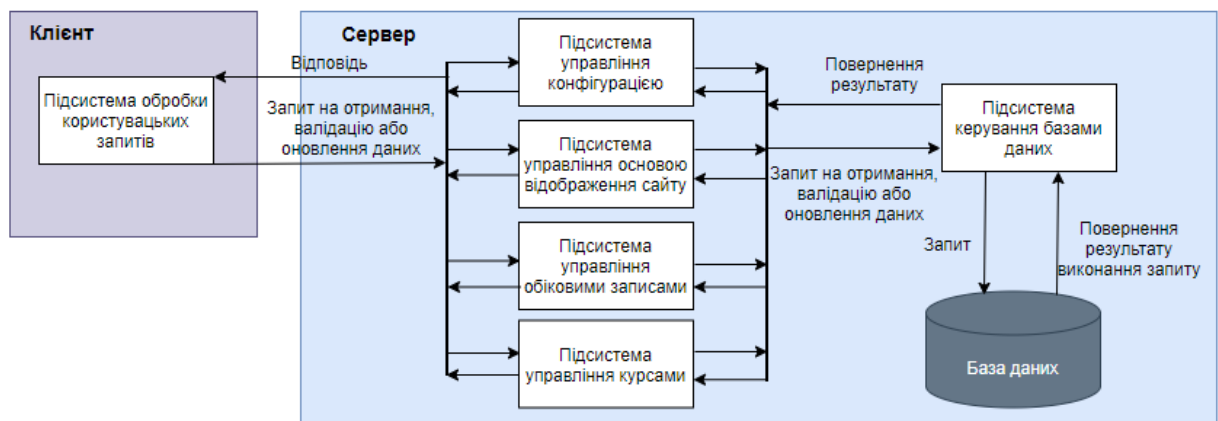 Клієнт
Підсистема обробки
користувацьких
запитів
Відповідь
Запит на отримання,
валідацію або
оновлення даних
Сервер
Підсистема
управління
конфігурацією
Підсистема
управління основою
відображення сайту
Підсистема
управління
обіковими записами
Підсистема
управління курсами
Повернення
результату
Запит на отримання,
валідацію або
оновлення даних
Підсистема
керування базами
даних
Запит
Повернення
результату
виконання запиту
База даних